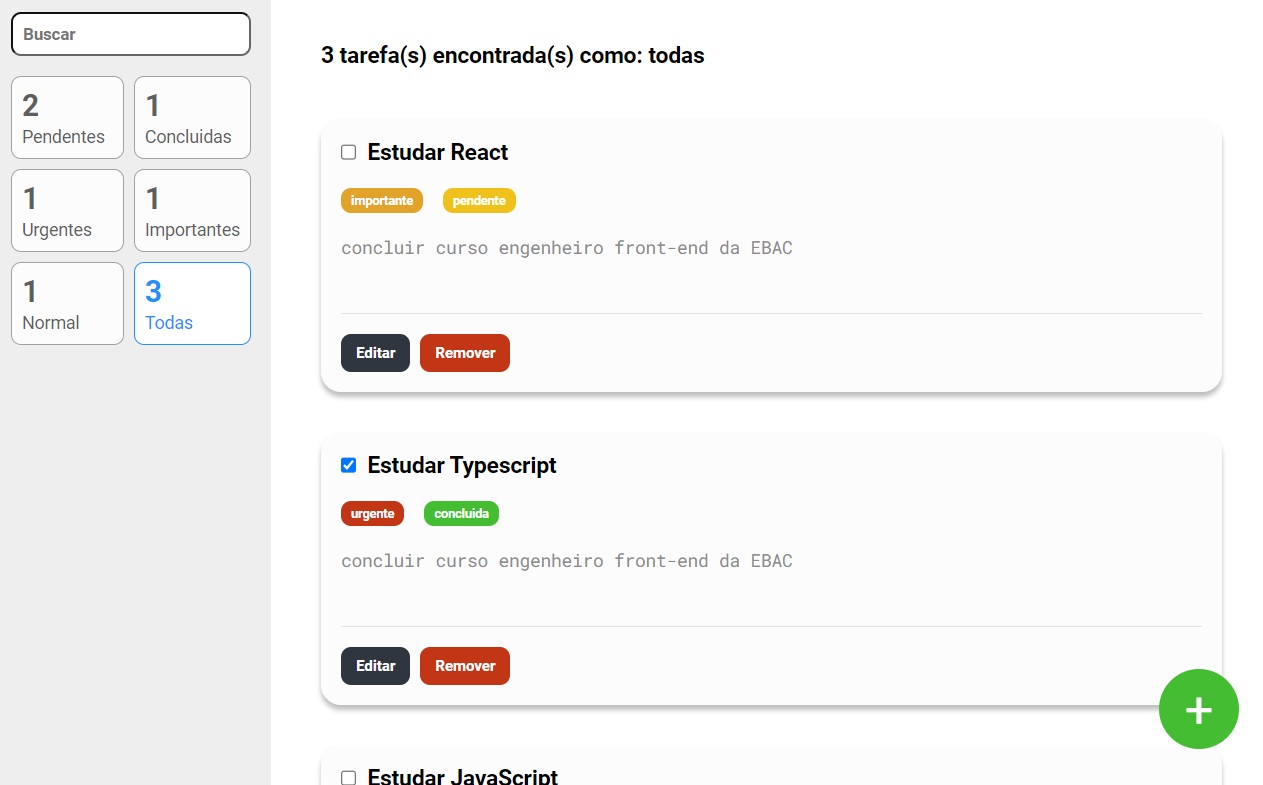 Buscar
2
Pendentes
1
Concluidas
1
Urgentes
1
Importantes
1
Normal
3
Todas
3 tarefa(s) encontrada(s) como: todas
Estudar React
importante pendente
concluir curso engenheiro front-end da EBAC
Editar Remover
Estudar Typescript
urgente concluida
concluir curso engenheiro front-end da EBAC
Editar Remover
+
Estudar JavaScript